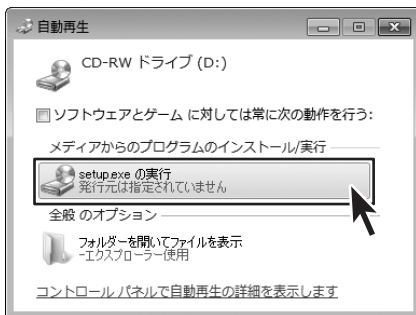 自動再生
CD-RW ドライブ (D:)
ソフトウェアとゲーム に対しては常に次の動作を行う:
メディアからのプログラムのインストール/実行
setup.exe の実行
発行元は指定されていません
全般 のオプション
フォルダーを開いてファイルを表示
-エクスプローラー使用
コントロール パネルで自動再生の詳細を表示します